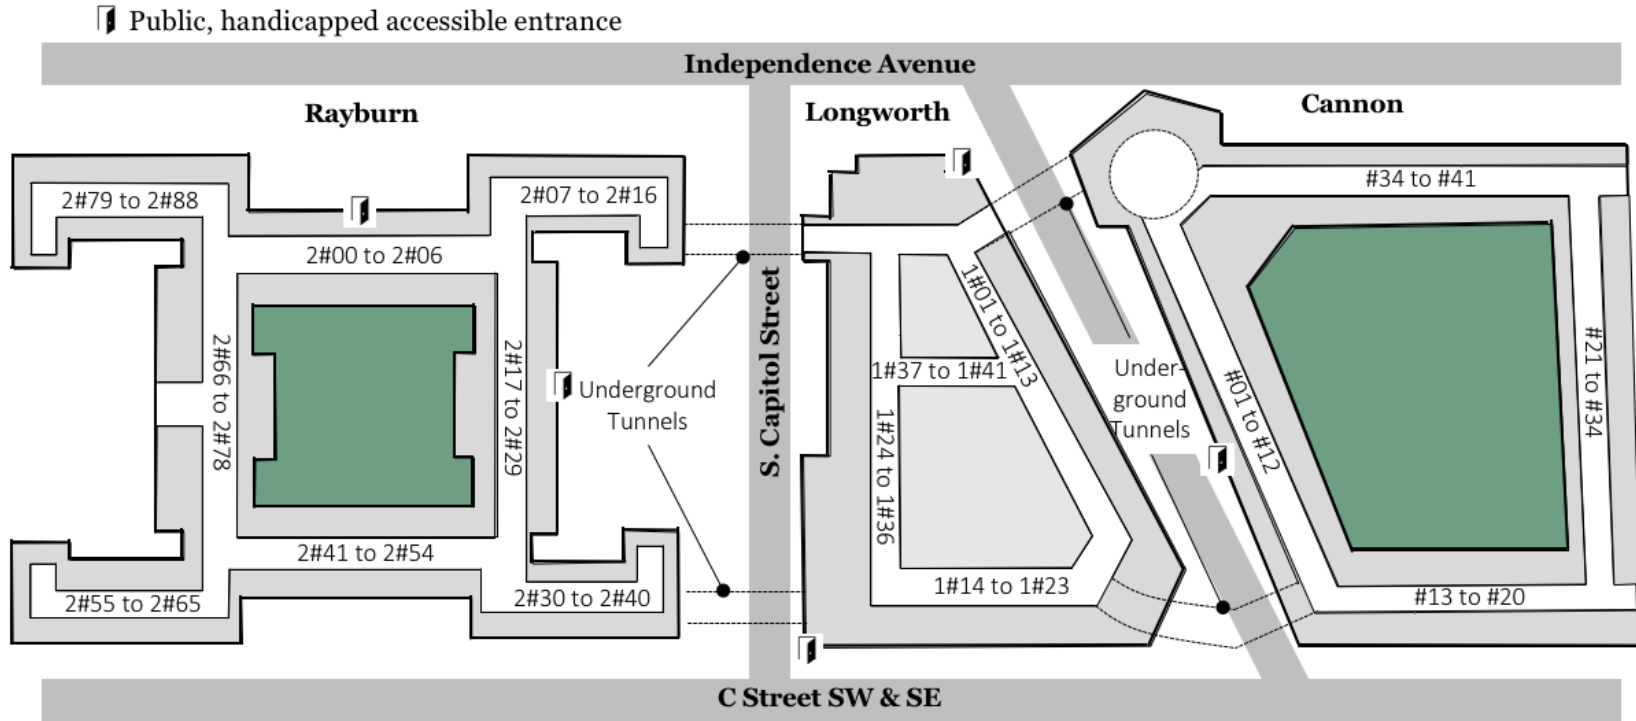 Public, handicapped accessible entrance
Independence Avenue
Rayburn
Longworth
Cannon
2#79 to 2#88
2#07 to 2#16
2#00 to 2#06
2#66 to 2#78
2#17 to 2#29
2#41 to 2#54
2#55 to 2#65
2#30 to 2#40
Underground
Tunnels
S. Capitol Street
1#01 to 1#13
1#37 to 1#41
1#24 to 1#36
1#14 to 1#23
Under-
ground
Tunnels
#34 to #41
#01 to #12
#21 to #34
#13 to #20
C Street SW & SE